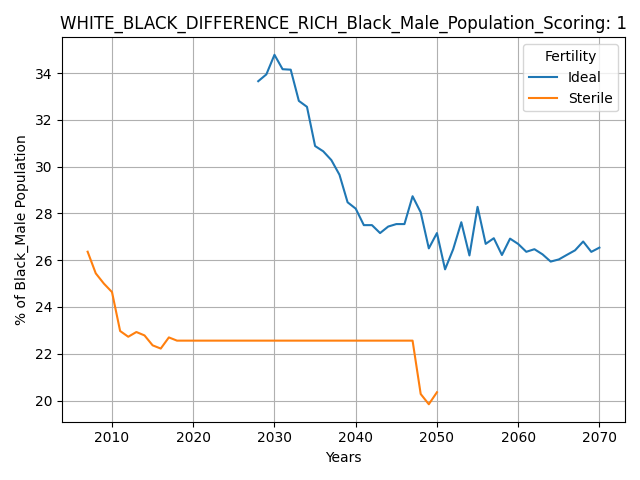 WHITE_BLACK_DIFFERENCE_RICH_Black_Male_Population_Scoring: 1
Fertility
Ideal
Sterile
% of Black_Male Population
34
32
30
28
26
24
22
20
2010 2020 2030 2040 2050 2060 2070
Years